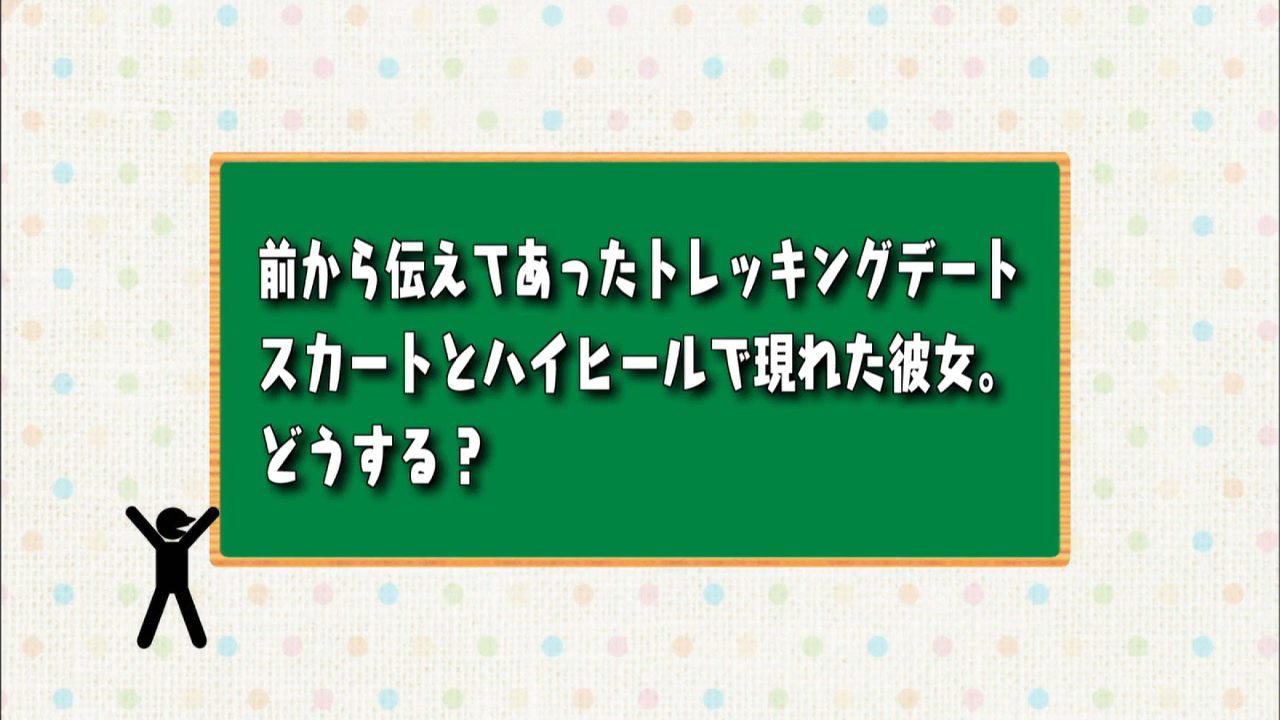 前から伝えてあったトレッキングデート
スカートとハイヒールで現れた彼女。
どうする？